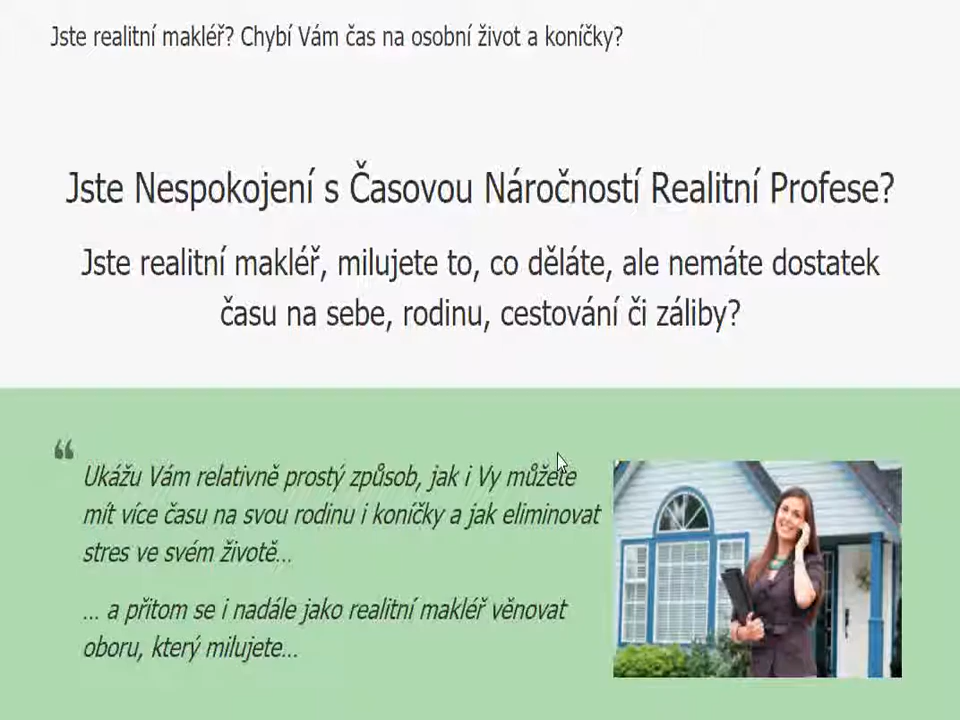 Jste realitní makléř? Chybí Vám čas na osobní život a koníčky?
Jste Nespokojení s Časovou Náročností Realitní Profese?
Jste realitní makléř, milujete to, co děláte, ale nemáte dostatek
času na sebe, rodinu, cestování či záliby?
“
Ukážu Vám relativně prostý způsob, jak i Vy můžete
mít více času na svou rodinu i koníčky a jak eliminovat
stres ve svém životě...
... a přitom se i nadále jako realitní makléř věnovat
oboru, který milujete...